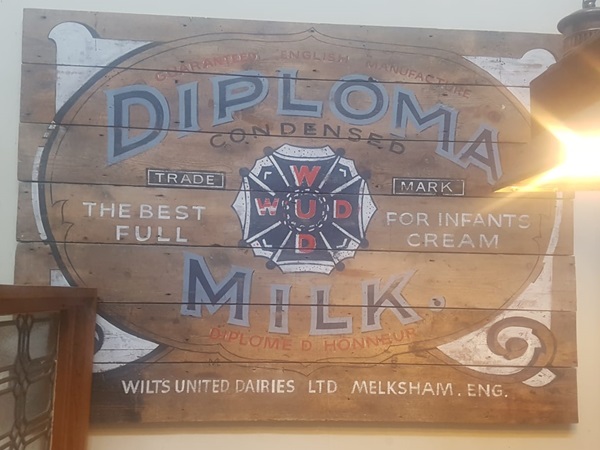 GUARANTEED ENGLISH MANUFACTURE
DIPLOMA
CONDENSED
TRADE MARK
W
W U D
D
THE BEST FOR INFANTS
FULL CREAM
MILK.
DIPLOME D HONNEUR
WILTS UNITED DAIRIES LTD MELKSHAM. ENG.